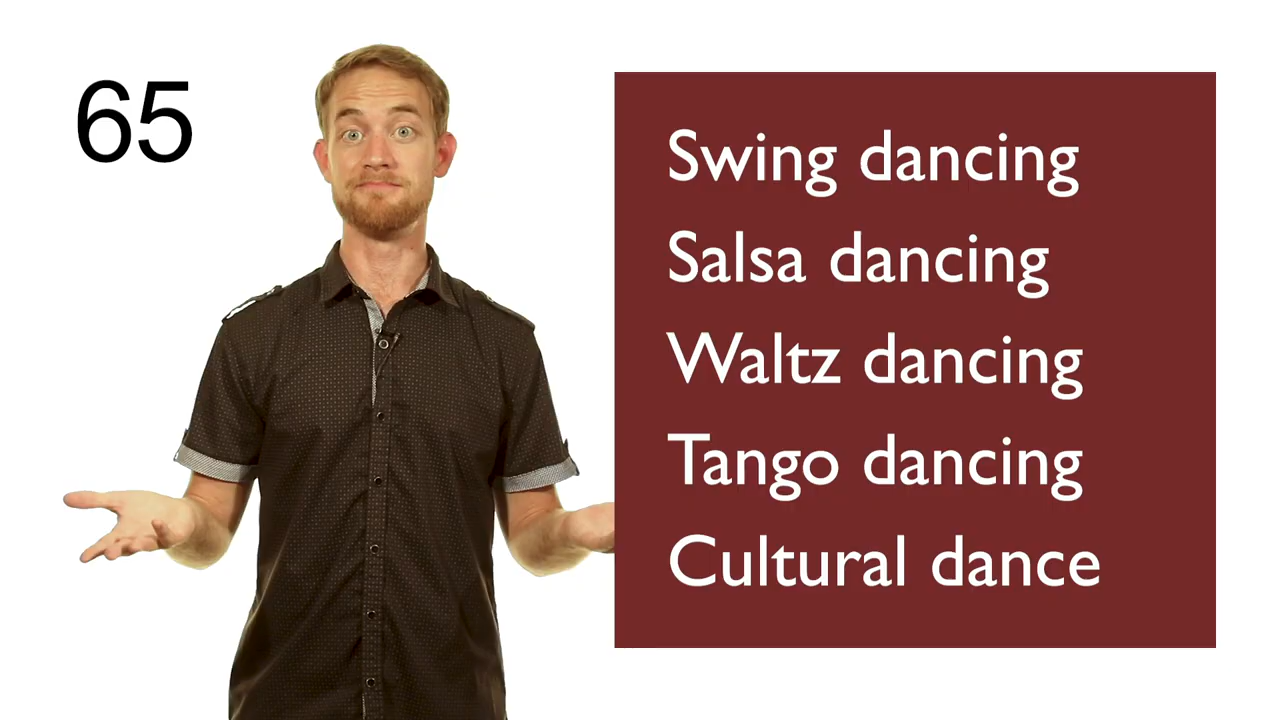 65
Swing dancing
Salsa dancing
Waltz dancing
Tango dancing
Cultural dance